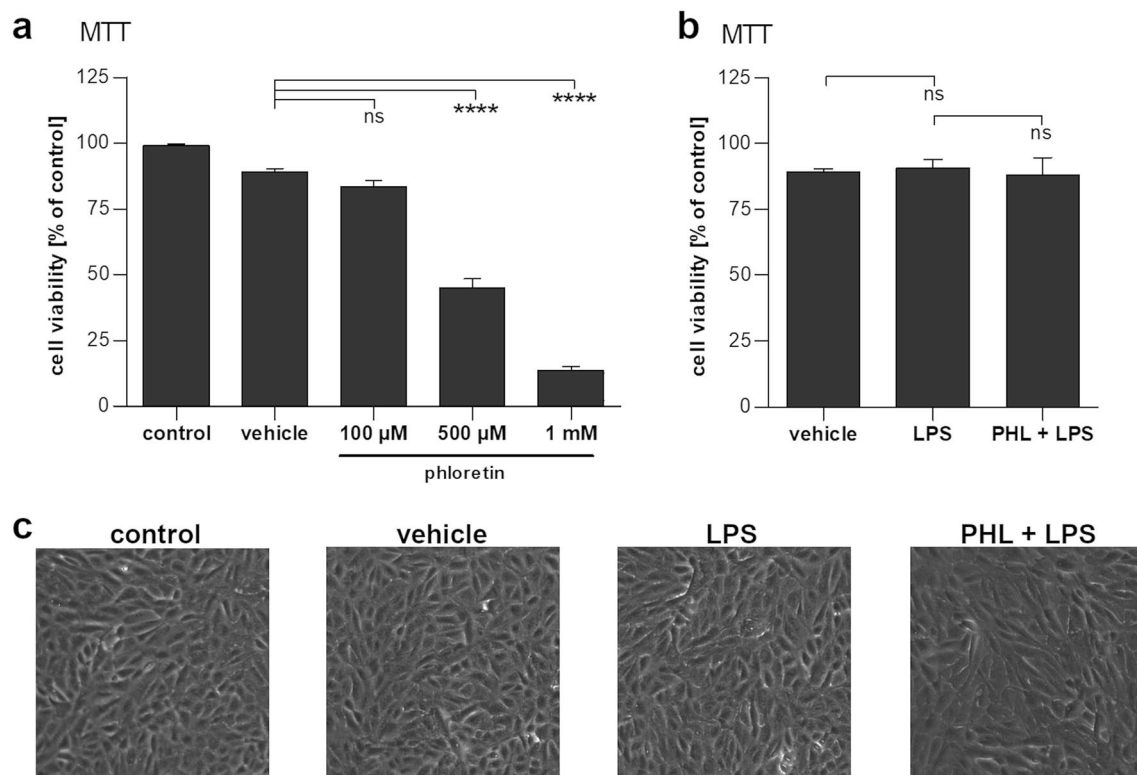 a MTT
cell viability [% of control]
125
100
75
50
25
0
ns
****
****
control vehicle 100 µM 500 µM 1 mM
phloretin
b MTT
cell viability [% of control]
125
100
75
50
25
0
ns
ns
vehicle LPS PHL + LPS
c control vehicle LPS PHL + LPS